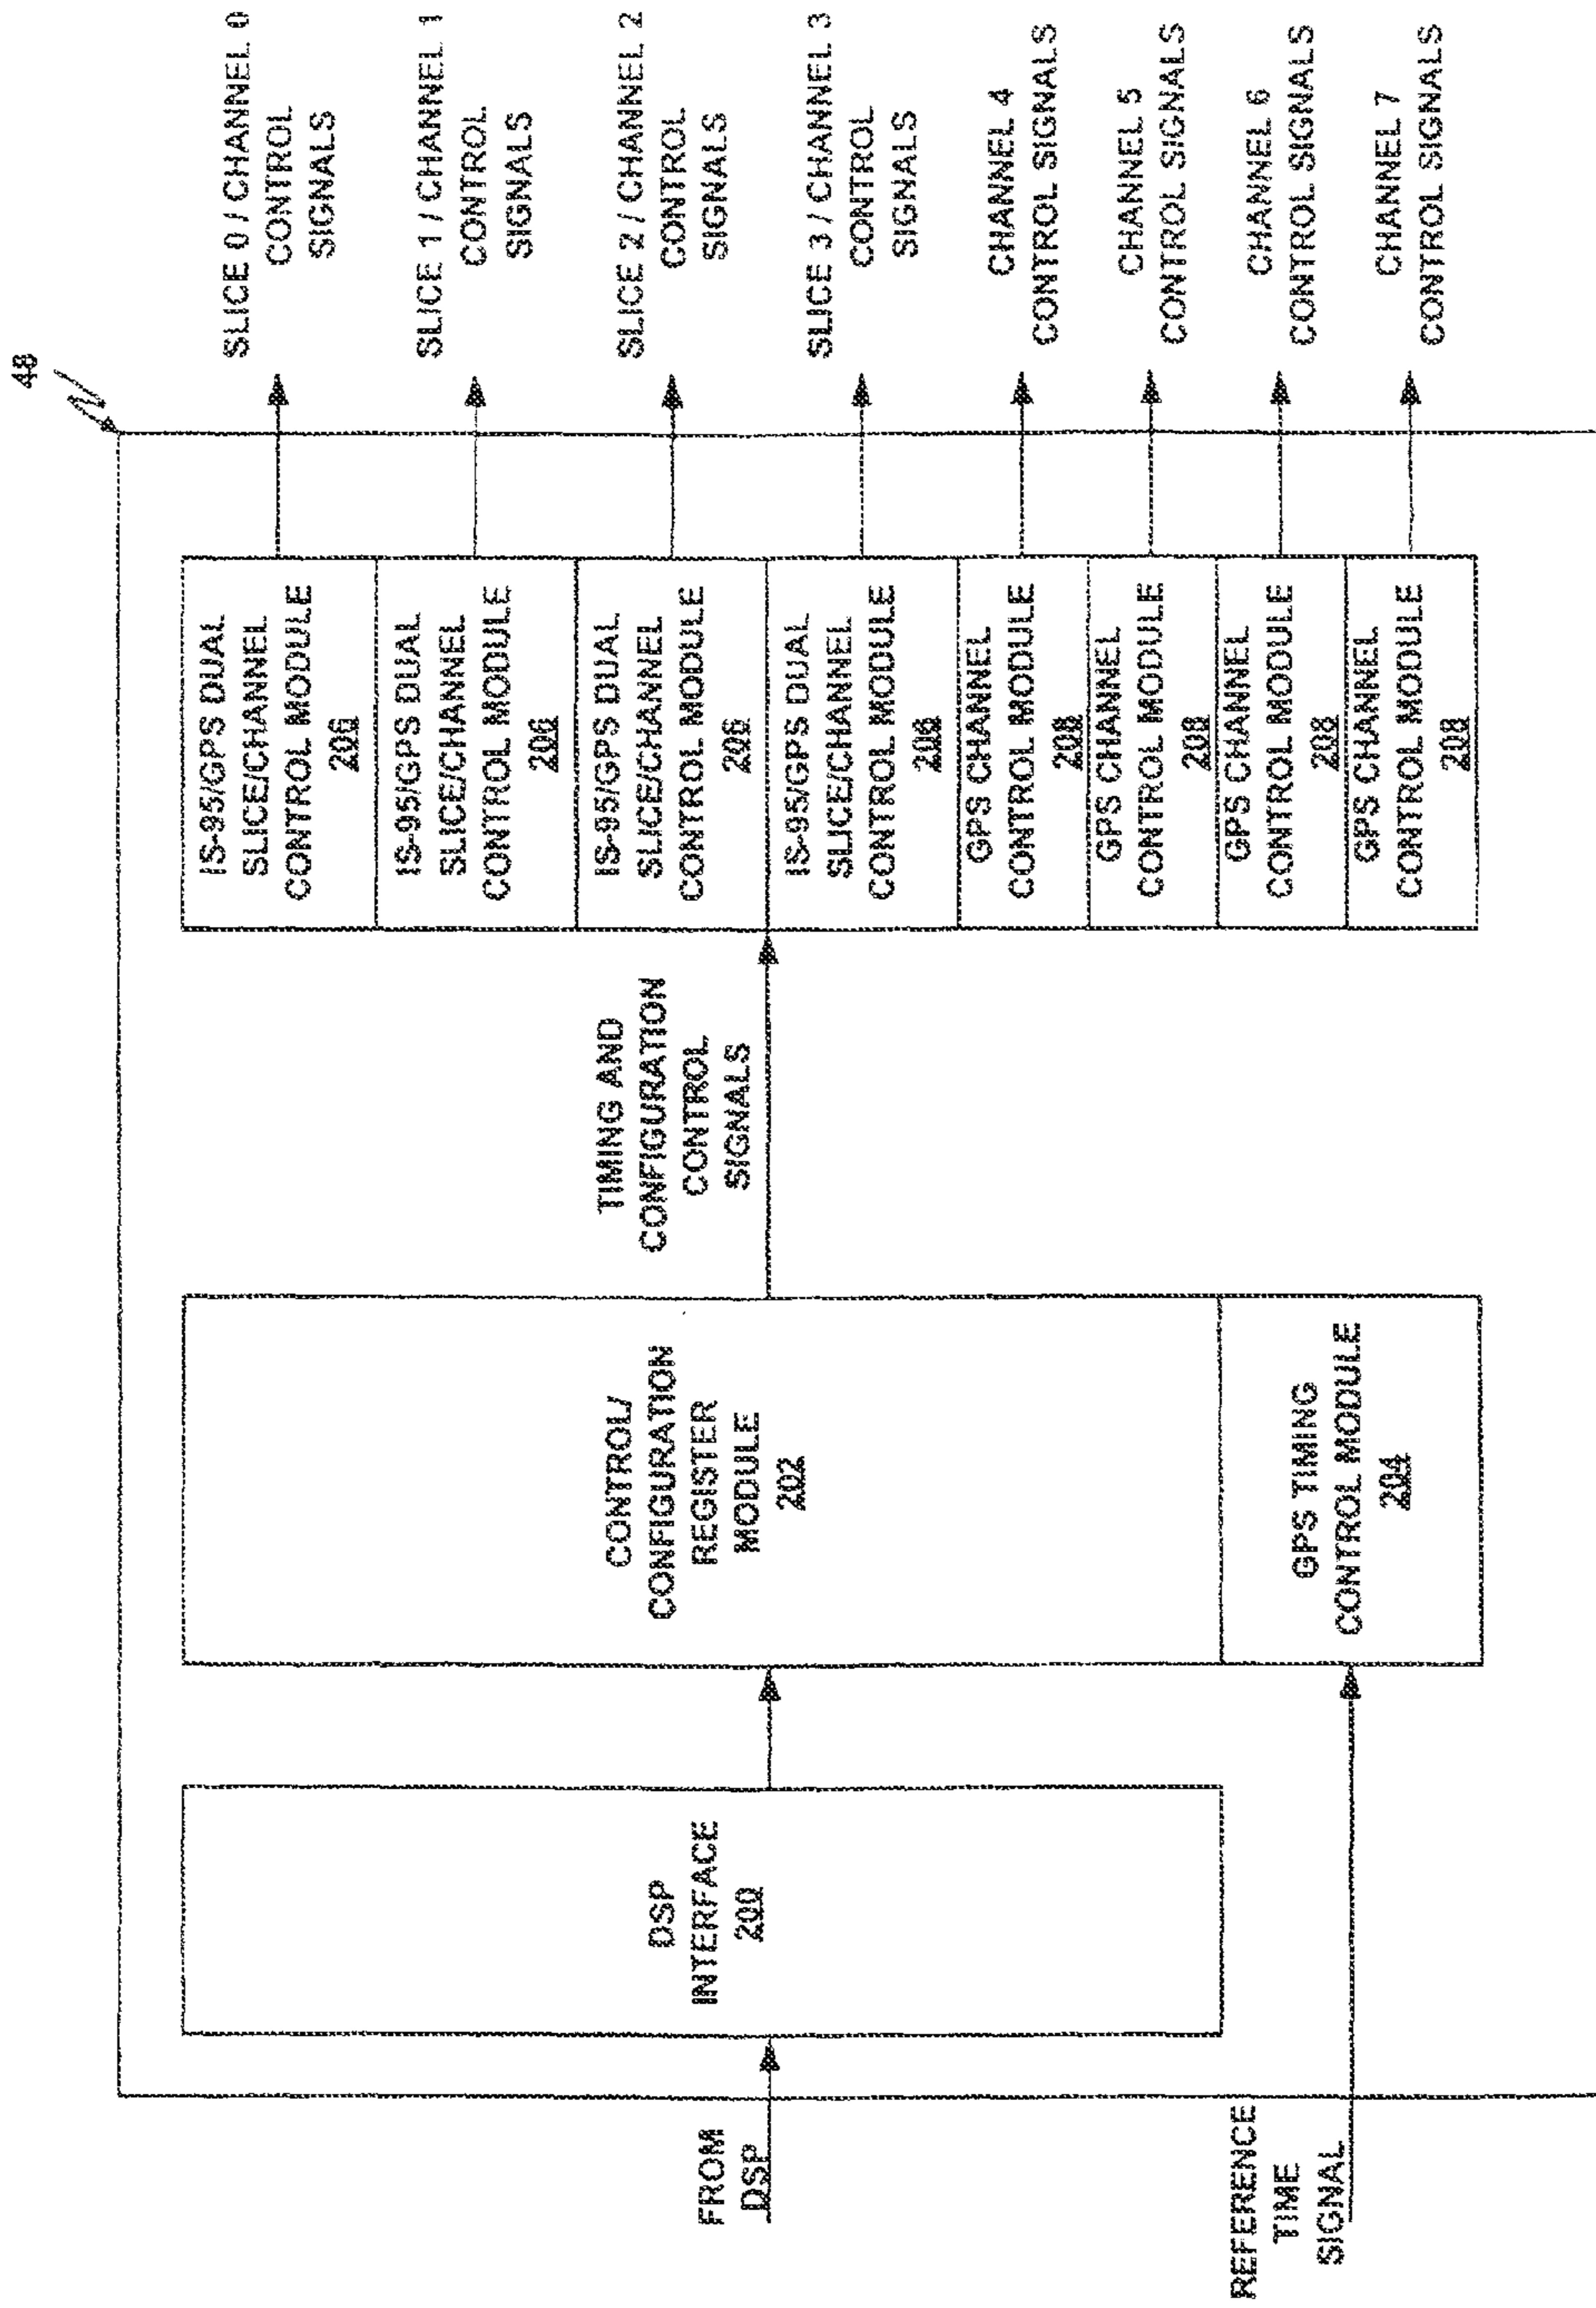 48
FROM
DSP
REFERENCE
TIME
SIGNAL
DSP
INTERFACE
200
CONTROL/
CONFIGURATION
REGISTER
MODULE
202
GPS TIMING
CONTROL MODULE
204
TIMING AND
CONFIGURATION
CONTROL
SIGNALS
IS-95/GPS DUAL
SLICE/CHANNEL
CONTROL MODULE
206
IS-95/GPS DUAL
SLICE/CHANNEL
CONTROL MODULE
206
IS-95/GPS DUAL
SLICE/CHANNEL
CONTROL MODULE
206
IS-95/GPS DUAL
SLICE/CHANNEL
CONTROL MODULE
206
GPS CHANNEL
CONTROL MODULE
208
GPS CHANNEL
CONTROL MODULE
208
GPS CHANNEL
CONTROL MODULE
208
GPS CHANNEL
CONTROL MODULE
208
SLICE 0 / CHANNEL 0
CONTROL
SIGNALS
SLICE 1 / CHANNEL 1
CONTROL
SIGNALS
SLICE 2 / CHANNEL 2
CONTROL
SIGNALS
SLICE 3 / CHANNEL 3
CONTROL
SIGNALS
CHANNEL 4
CONTROL SIGNALS
CHANNEL 5
CONTROL SIGNALS
CHANNEL 6
CONTROL SIGNALS
CHANNEL 7
CONTROL SIGNALS